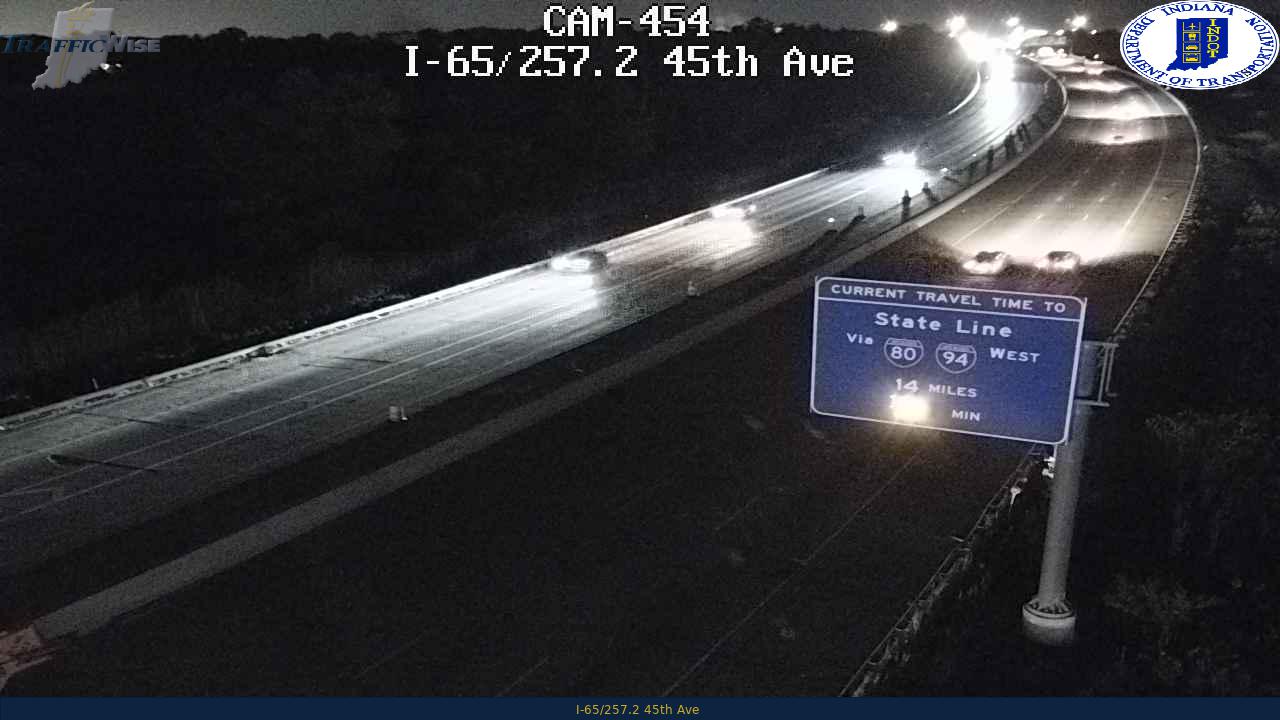 CAM-454
I-65/257.2 45th Ave
TRAFFICWISE
INDIANA
DEPARTMENT OF TRANSPORTATION
INDOT
CURRENT TRAVEL TIME TO
State Line
Via 80 94 WEST
14 MILES
MIN
I-65/257.2 45th Ave